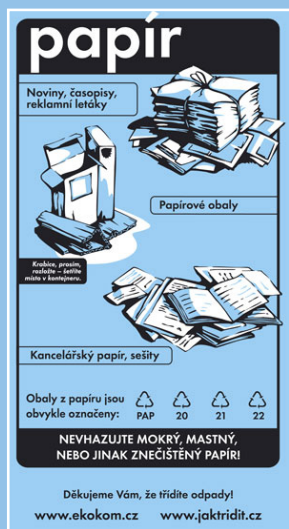 papír
Noviny, časopisy,
reklamní letáky
Papírové obaly
Krabice, prosím,
rozložte – šetříte
místo v kontejneru.
Kancelářský papír, sešity
Obaly z papíru jsou
obvykle označeny:
PAP 20 21 22
NEVHAZUJTE MOKRÝ, MASTNÝ,
NEBO JINAK ZNEČIŠTĚNÝ PAPÍR!
Děkujeme Vám, že třídíte odpady!
www.ekokom.cz www.jaktridit.cz